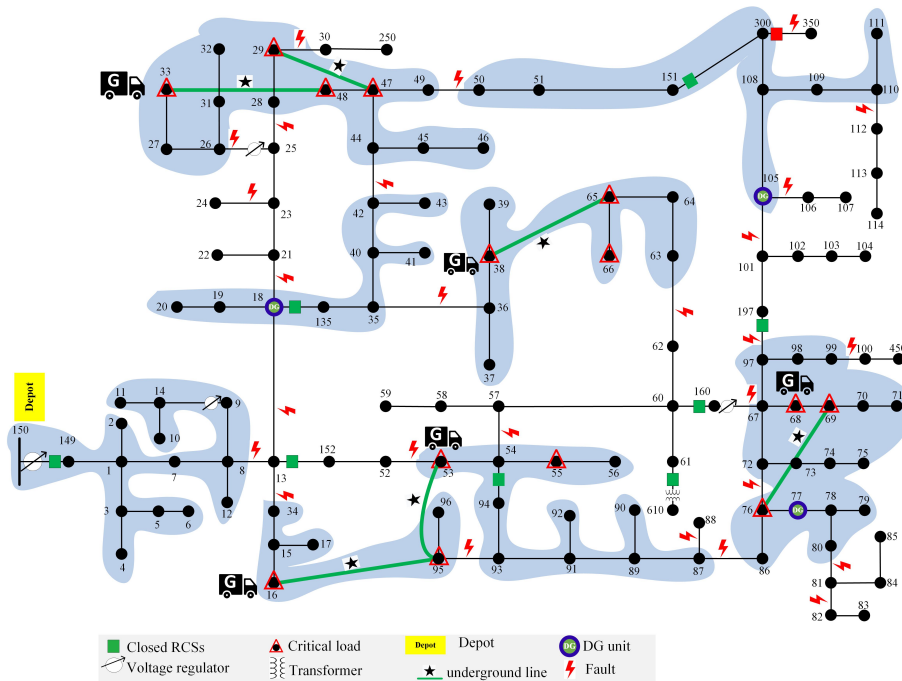 300 350 111
29 30 250
32
33 47 49 50 51 151 108 109 110
48
31 28
112
44 45 46
27 26 25
113
105
65 64
24 23 42 43 39 DG
106 107 114
22 21 40 41 38 66 63 101 102 103 104
20 19 18 DG
135 35 36 197
62
37 97 98 99 100 450
59 58 57 60 160
Depot
11 14 9 67 68 69 70 71
150
2 10
149 152 53 54 55 56 61 72 73 74 75
1 7 8 13 52
12 34 96 94 92 90 610 88 76 77 78 79
DG
3 5 6
15 17 80 85
4 16 95 93 91 89 87 86 81 84
82 83
G
G
G
G
G
Closed RCSs Critical load Depot Depot DG DG unit
Voltage regulator Transformer underground line Fault